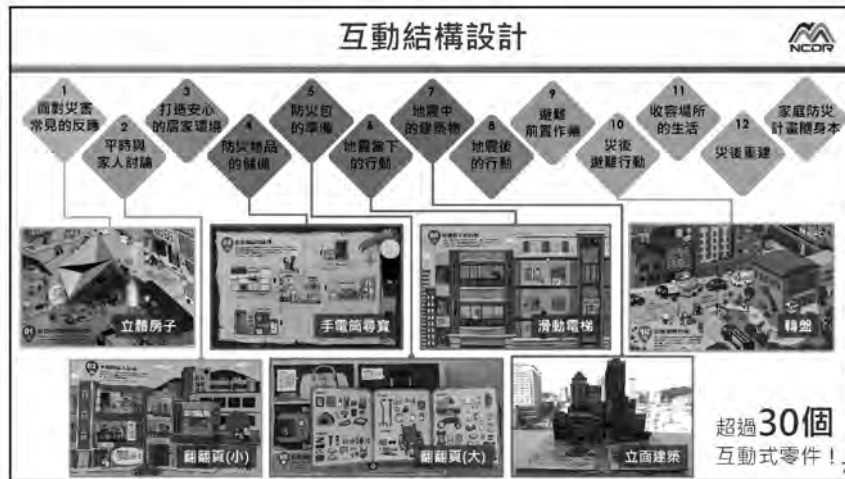 互動結構設計
NCDR
1
面對災害
常見的反應
2
平時與
家人討論
3
打造安心
的居家環境
4
防災物品
的儲備
5
防災包
的準備
6
地震當下
的行動
7
地震中
的建築物
8
地震後
的行動
9
避難
前置作業
10
災後
避難行動
11
收容場所
的生活
12
災後重建
家庭防災
計畫隨身本
01
立體房子
手電筒尋寶
滑動電梯
10
轉盤
02
翻翻頁(小)
翻翻頁(大)
立面建築
超過30個
互動式零件！